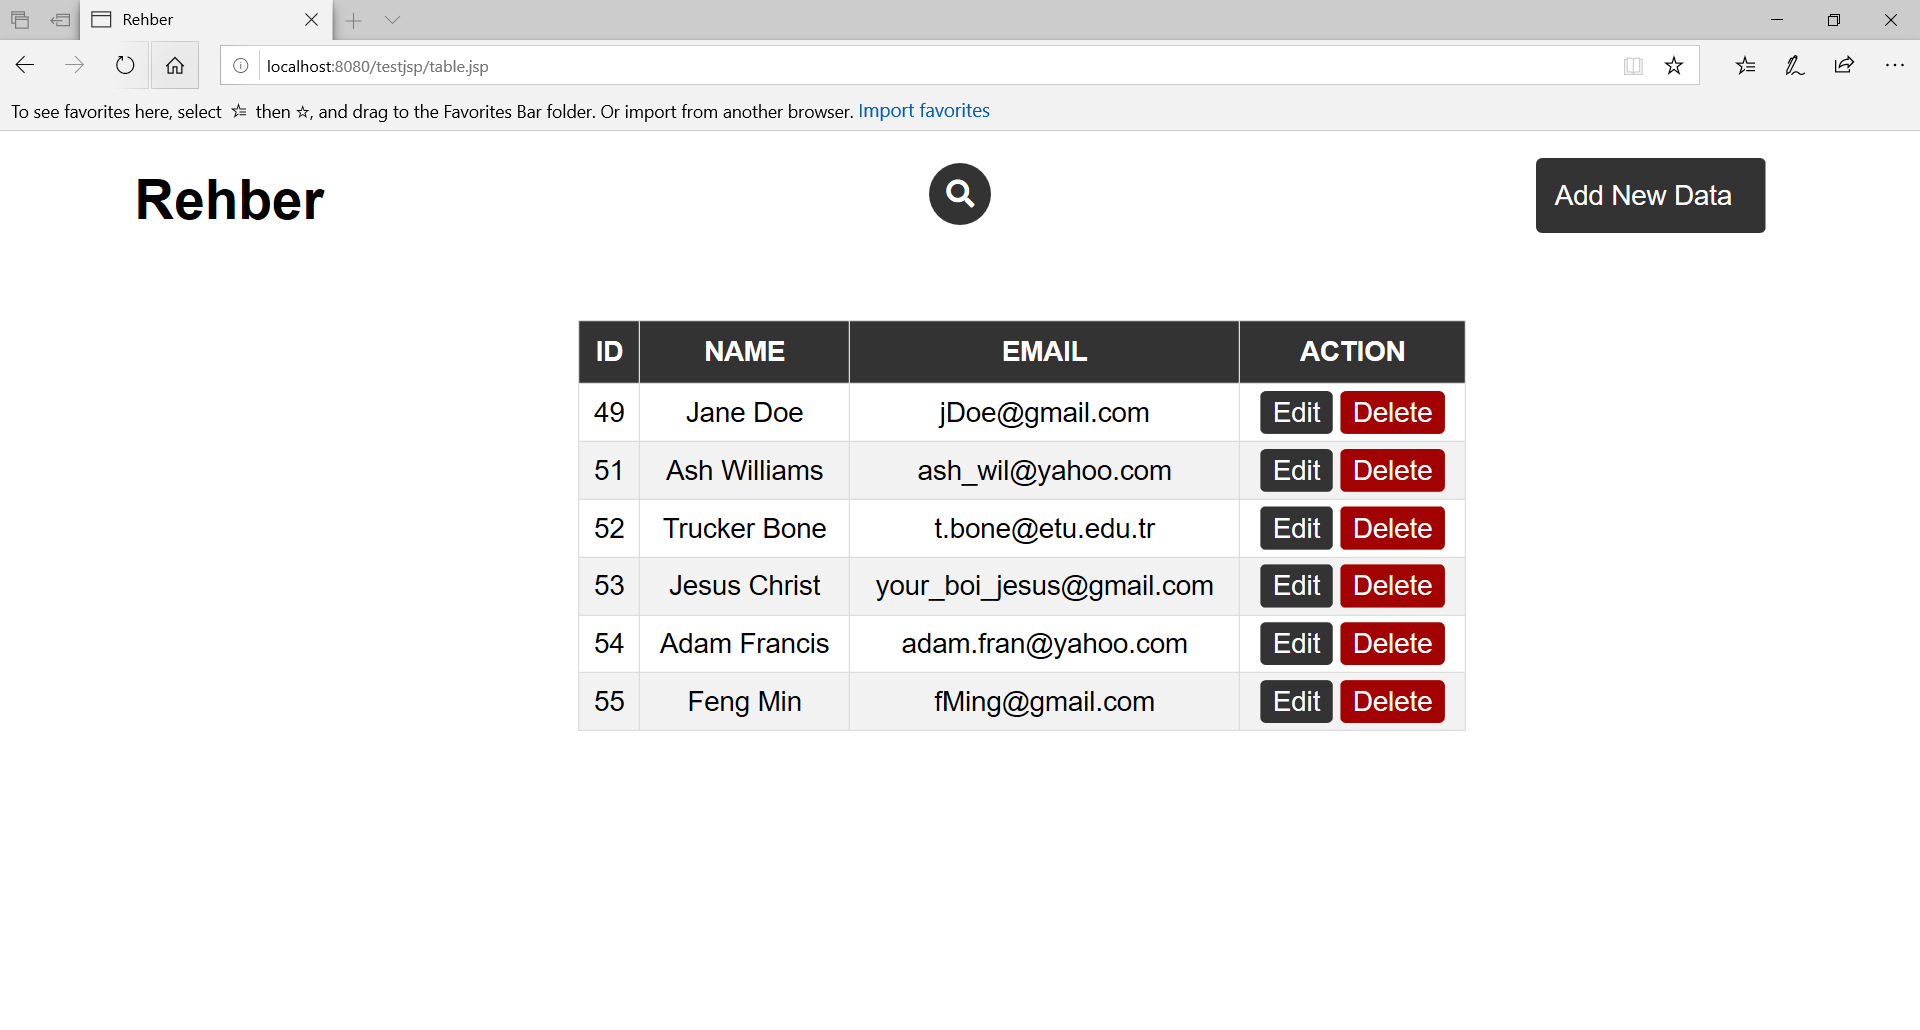 Rehber
localhost:8080/testjsp/table.jsp
To see favorites here, select then , and drag to the Favorites Bar folder. Or import from another browser. Import favorites
Rehber
Add New Data
ID NAME EMAIL ACTION
49 Jane Doe jDoe@gmail.com Edit Delete
51 Ash Williams ash_wil@yahoo.com Edit Delete
52 Trucker Bone t.bone@etu.edu.tr Edit Delete
53 Jesus Christ your_boi_jesus@gmail.com Edit Delete
54 Adam Francis adam.fran@yahoo.com Edit Delete
55 Feng Min fMing@gmail.com Edit Delete